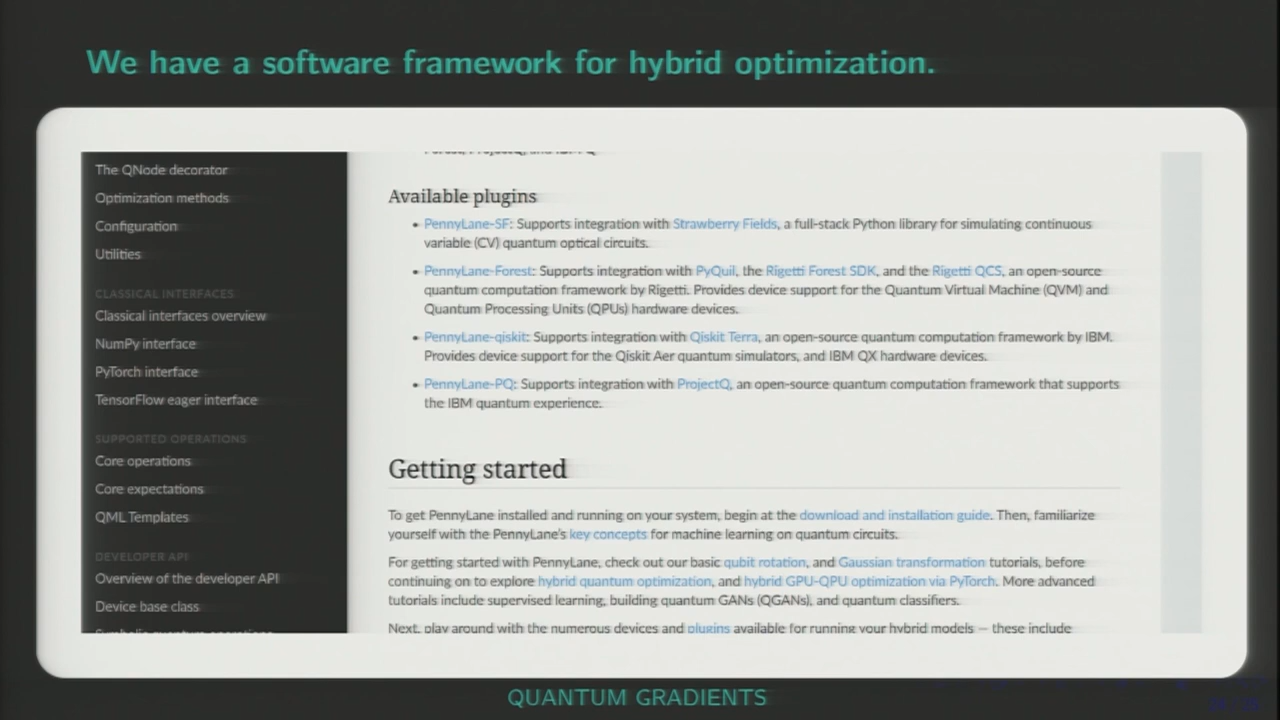 We have a software framework for hybrid optimization.
The QNode decorator
Optimization methods
Configuration
Utilities
CLASSICAL INTERFACES
Classical interfaces overview
NumPy interface
PyTorch interface
TensorFlow eager interface
SUPPORTED OPERATIONS
Core operations
Core expectations
QML Templates
DEVELOPER API
Overview of the developer API
Device base class
Available plugins
• PennyLane-SF: Supports integration with Strawberry Fields, a full-stack Python library for simulating continuous
variable (CV) quantum optical circuits.
• PennyLane-Forest: Supports integration with PyQuil, the Rigetti Forest SDK, and the Rigetti QCS, an open-source
quantum computation framework by Rigetti. Provides device support for the Quantum Virtual Machine (QVM) and
Quantum Processing Units (QPUs) hardware devices.
• PennyLane-qiskit: Supports integration with Qiskit Terra, an open-source quantum computation framework by IBM.
Provides device support for the Qiskit Aer quantum simulators, and IBM QX hardware devices.
• PennyLane-PQ: Supports integration with ProjectQ, an open-source quantum computation framework that supports
the IBM quantum experience.
Getting started
To get PennyLane installed and running on your system, begin at the download and installation guide. Then, familiarize
yourself with the PennyLane's key concepts for machine learning on quantum circuits.
For getting started with PennyLane, check out our basic qubit rotation, and Gaussian transformation tutorials, before
continuing on to explore hybrid quantum optimization, and hybrid GPU-QPU optimization via PyTorch. More advanced
tutorials include supervised learning, building quantum GANs (QGANs), and quantum classifiers.
Next, play around with the numerous devices and plugins available for running your hybrid models — these include
QUANTUM GRADIENTS